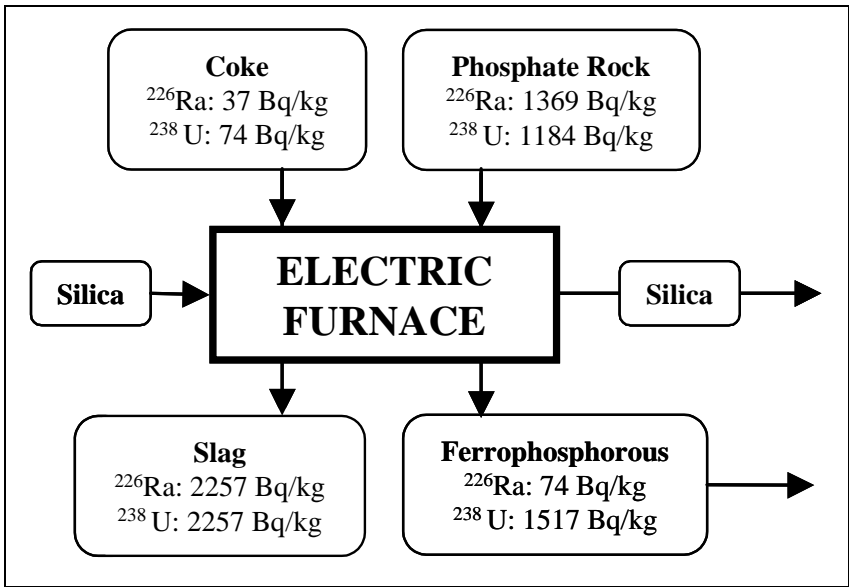 Coke
²²⁶Ra: 37 Bq/kg
²³⁸ U: 74 Bq/kg
Phosphate Rock
²²⁶Ra: 1369 Bq/kg
²³⁸ U: 1184 Bq/kg
Silica
ELECTRIC
FURNACE
Silica
Slag
²²⁶Ra: 2257 Bq/kg
²³⁸ U: 2257 Bq/kg
Ferrophosphorous
²²⁶Ra: 74 Bq/kg
²³⁸ U: 1517 Bq/kg